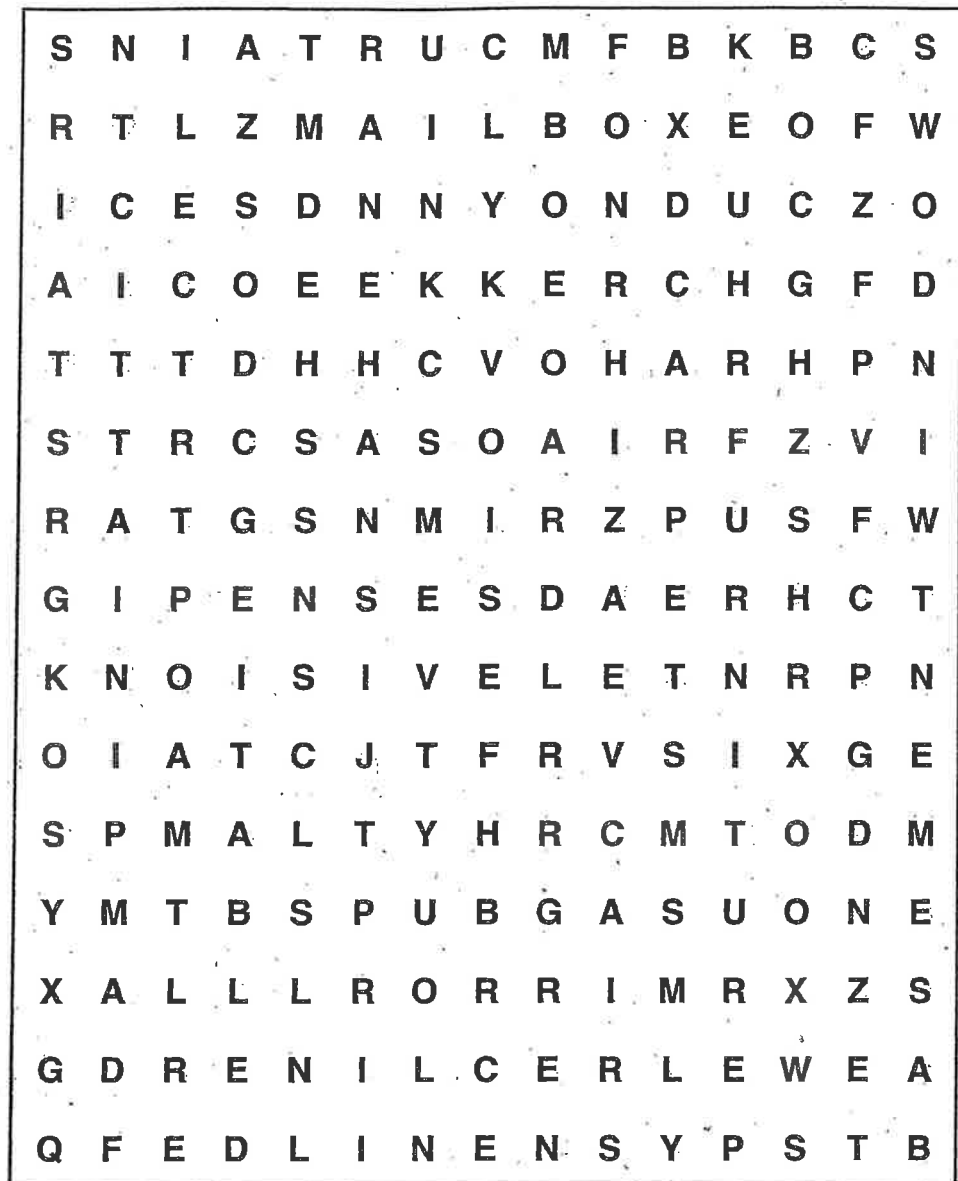 S N I A T R U C M F B K B C S
R T L Z M A I L B O X E O F W
I C E S D N N Y O N D U C Z O
A I C O E E K K E R C H G F D
T T T D H H C V O H A R H P N
S T R C S A S O A I R F Z V I
R A T G S N M I R Z P U S F W
G I P E N S E S D A E R H C T
K N O I S I V E L E T N R P N
O I A T C J T F R V S I X G E
S P M A L T Y H R C M T O D M
Y M T B S P U B G A S U O N E
X A L L L R O R R I M R X Z S
G D R E N I L C E R L E W E A
Q F E D L I N E N S Y P S T B